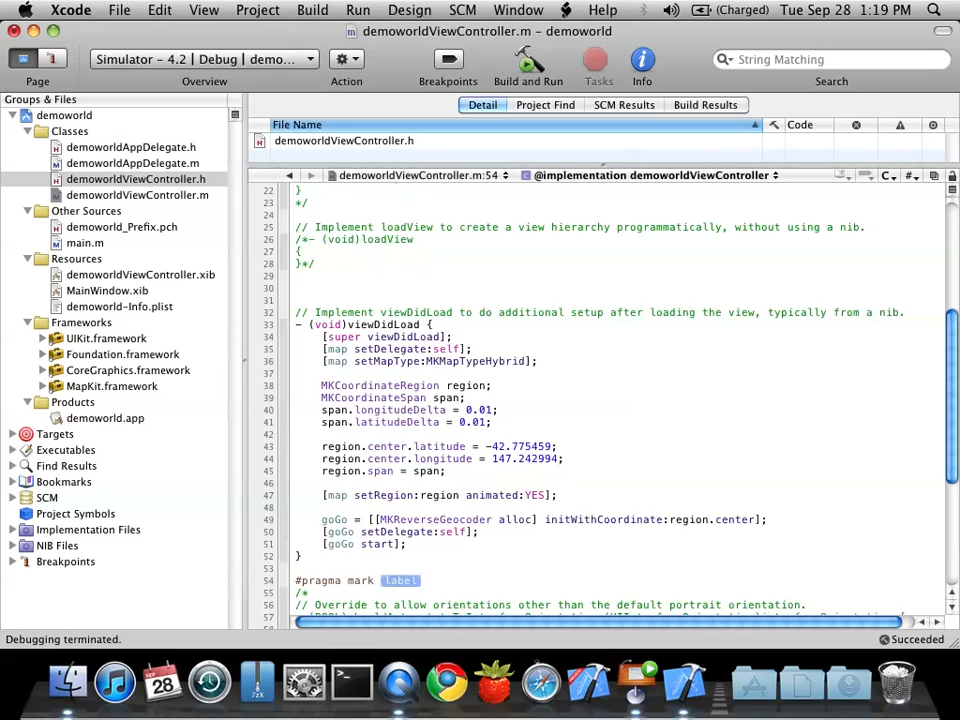 Xcode File Edit View Project Build Run Design SCM Window Help (Charged) Tue Sep 28 1:19 PM
demoworldViewController.m – demoworld
Simulator – 4.2 | Debug | demo...
String Matching
Page Overview Action Breakpoints Build and Run Tasks Info Search
Groups & Files
demoworld
Classes
demoworldAppDelegate.h
demoworldAppDelegate.m
demoworldViewController.h
demoworldViewController.m
Other Sources
demoworld_Prefix.pch
main.m
Resources
demoworldViewController.xib
MainWindow.xib
demoworld-Info.plist
Frameworks
UIKit.framework
Foundation.framework
CoreGraphics.framework
MapKit.framework
Products
demoworld.app
Targets
Executables
Find Results
Bookmarks
SCM
Project Symbols
Implementation Files
NIB Files
Breakpoints
Detail Project Find SCM Results Build Results
File Name Code
demoworldViewController.h
demoworldViewController.m:54 @implementation demoworldViewController
22 }
23 */
24
25 // Implement loadView to create a view hierarchy programmatically, without using a nib.
26 /*- (void)loadView
27 {
28 }*/
29
30
31
32 // Implement viewDidLoad to do additional setup after loading the view, typically from a nib.
33 - (void)viewDidLoad {
34 [super viewDidLoad];
35 [map setDelegate:self];
36 [map setMapType:MKMapTypeHybrid];
37
38 MKCoordinateRegion region;
39 MKCoordinateSpan span;
40 span.longitudeDelta = 0.01;
41 span.latitudeDelta = 0.01;
42
43 region.center.latitude = -42.775459;
44 region.center.longitude = 147.242994;
45 region.span = span;
46
47 [map setRegion:region animated:YES];
48
49 goGo = [[MKReverseGeocoder alloc] initWithCoordinate:region.center];
50 [goGo setDelegate:self];
51 [goGo start];
52 }
53
54 #pragma mark label
55 /*
56 // Override to allow orientations other than the default portrait orientation.
57
Debugging terminated.
Succeeded
28
7zX